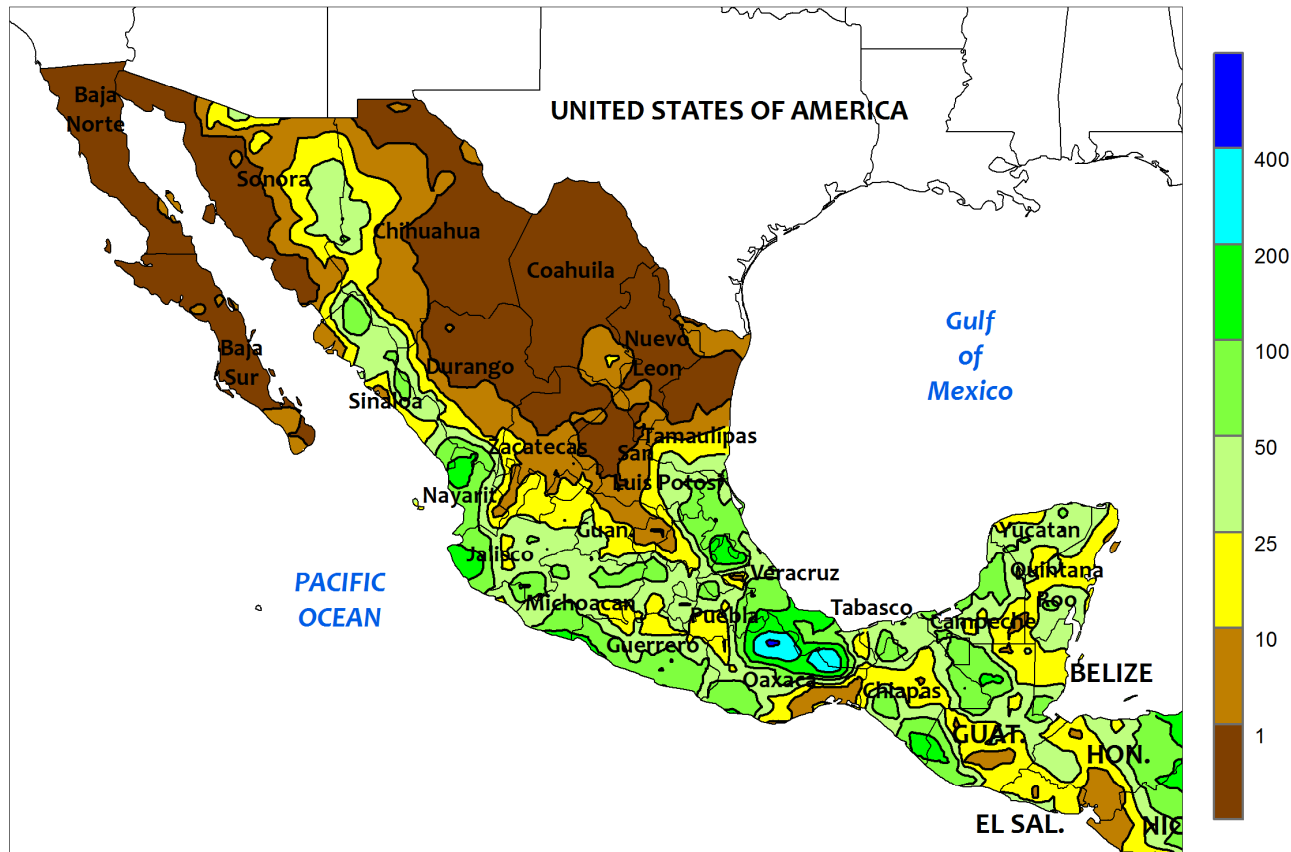 Baja
Norte
UNITED STATES OF AMERICA
400
Sonora
Chihuahua
200
Coahuila
Gulf
of
Mexico
Nuevo
Leon
100
Baja
Sur
Durango
Sinaloa
Zacatecas
San
Tamaulipas
Luis Potosi
50
Nayarit
Guan.
Yucatan
25
Jalisco
Veracruz
Quintana
Roo
PACIFIC
OCEAN
Michoacan
Puebla
Tabasco
Campeche
10
Guerrero
Oaxaca
Chiapas
BELIZE
GUAT.
HON.
1
EL SAL.
NIC